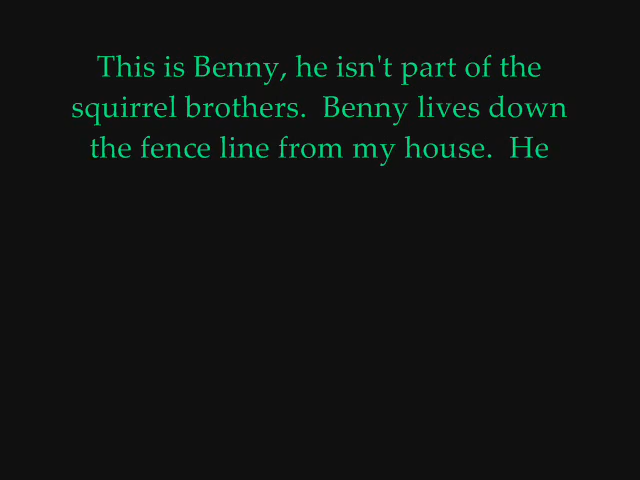 This is Benny, he isn't part of the
squirrel brothers.  Benny lives down
the fence line from my house.  He